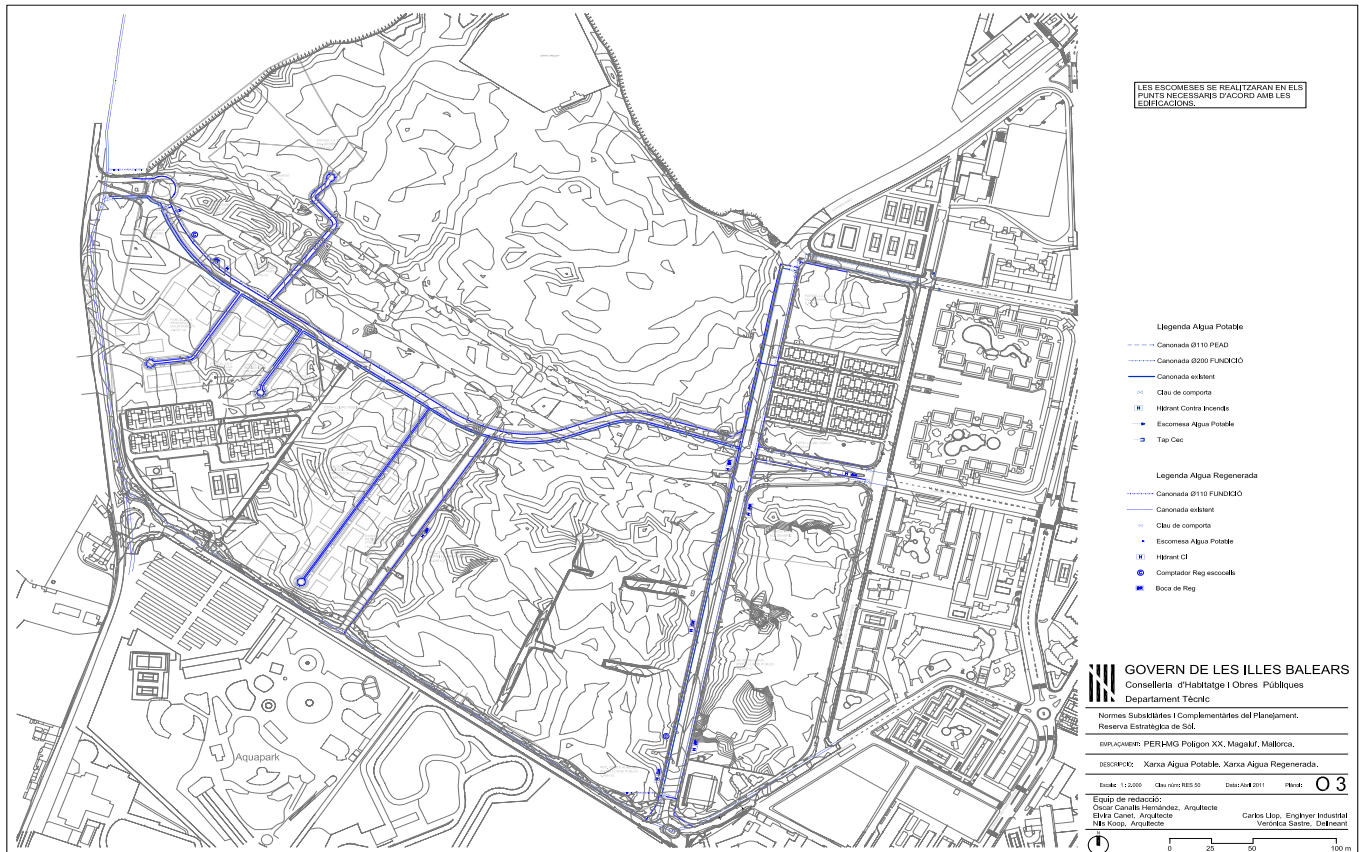 LES ESCOMESES SE REALITZARAN EN ELS
PUNTS NECESSARIS D'ACORD AMB LES
EDIFICACIONS.
Llegenda Aigua Potable
Canonada Ø110 PEAD
Canonada Ø200 FUNDICIÓ
Canonada existent
Clau de comporta
H Hidrant Contra Incendis
Escomesa Aigua Potable
Tap Cec
Legenda Aigua Regenerada
Canonada Ø110 FUNDICIÓ
Canonada existent
Clau de comporta
Escomesa Aigua Potable
H Hidrant CI
© Comptador Reg escocells
Boca de Reg
Aquapark
GOVERN DE LES ILLES BALEARS
Conselleria d'Habitatge i Obres Públiques
Departament Tècnic
Normes Subsidiàries i Complementàries del Planejament.
Reserva Estratègica de Sòl.
EMPLAÇAMENT: PERI-MG Polígon XX. Magaluf. Mallorca.
DESCRIPCIÓ: Xarxa Aigua Potable. Xarxa Aigua Regenerada.
Escala: 1 : 2.000 Clau núm: RES 50 Data: Abril 2011 Plànol: O 3
Equip de redacció:
Òscar Canalís Hernández, Arquitecte
Elvira Canet, Arquitecte Carlos Llop, Enginyer Industrial
Nils Koop, Arquitecte Verònica Sastre, Delineant
N
0 25 50 100 m